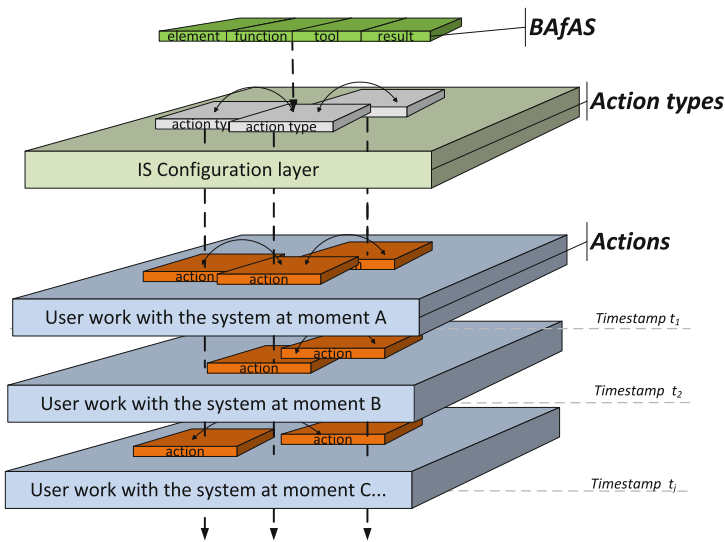 BAfAS
element function tool result
Action types
action type
action type
IS Configuration layer
Actions
action
action
User work with the system at moment A
Timestamp t1
action
action
User work with the system at moment B
Timestamp t2
action
action
User work with the system at moment C...
Timestamp tj